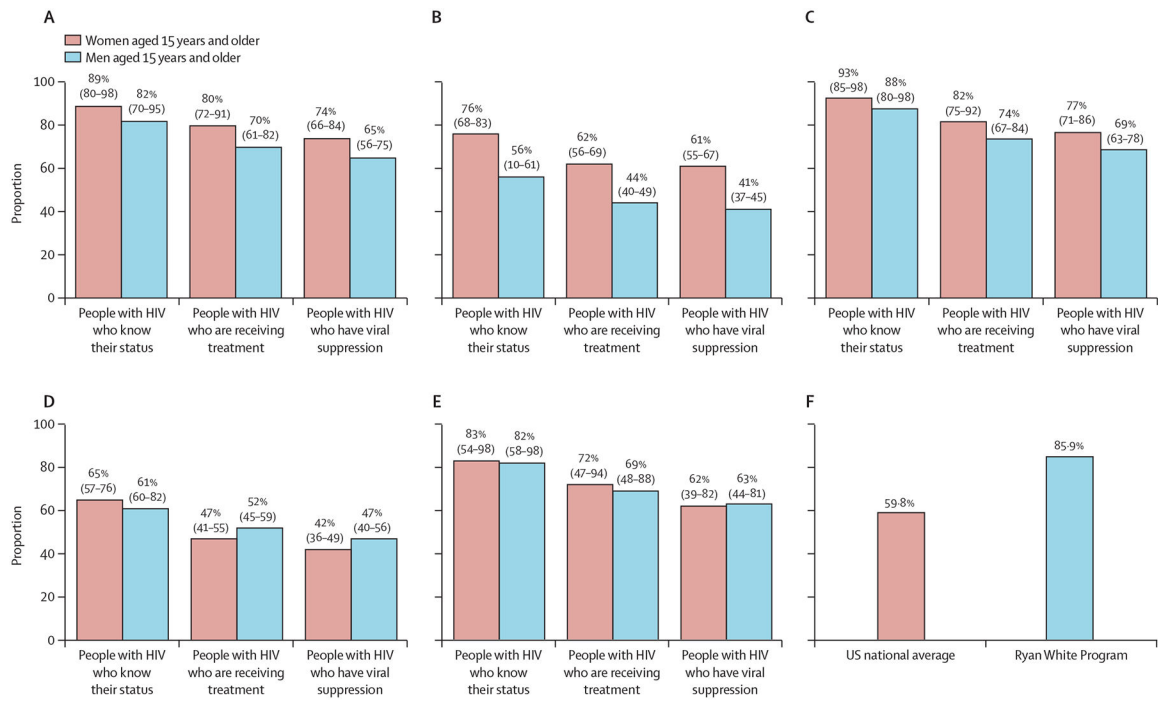 A
Women aged 15 years and older
Men aged 15 years and older
Proportion
100
80
60
40
20
0
89%
(80–98)
82%
(70–95)
80%
(72–91)
70%
(61–82)
74%
(66–84)
65%
(56–75)
People with HIV
who know
their status
People with HIV
who are receiving
treatment
People with HIV
who have viral
suppression
B
76%
(68–83)
56%
(10–61)
62%
(56–69)
44%
(40–49)
61%
(55–67)
41%
(37–45)
People with HIV
who know
their status
People with HIV
who are receiving
treatment
People with HIV
who have viral
suppression
C
93%
(85–98)
88%
(80–98)
82%
(75–92)
74%
(67–84)
77%
(71–86)
69%
(63–78)
People with HIV
who know
their status
People with HIV
who are receiving
treatment
People with HIV
who have viral
suppression
D
Proportion
100
80
60
40
20
0
65%
(57–76)
61%
(60–82)
47%
(41–55)
52%
(45–59)
42%
(36–49)
47%
(40–56)
People with HIV
who know
their status
People with HIV
who are receiving
treatment
People with HIV
who have viral
suppression
E
83%
(54–98)
82%
(58–98)
72%
(47–94)
69%
(48–88)
62%
(39–82)
63%
(44–81)
People with HIV
who know
their status
People with HIV
who are receiving
treatment
People with HIV
who have viral
suppression
F
59·8%
85·9%
US national average
Ryan White Program